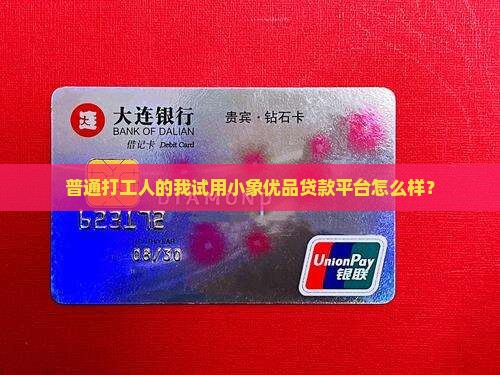 大连银行
BANK OF DALIAN
借记卡 Debit Card
贵宾·钻石卡
普通打工人的我试用小象优品贷款平台怎么样？
DIAMOND
623172
08/30
UnionPay
银联